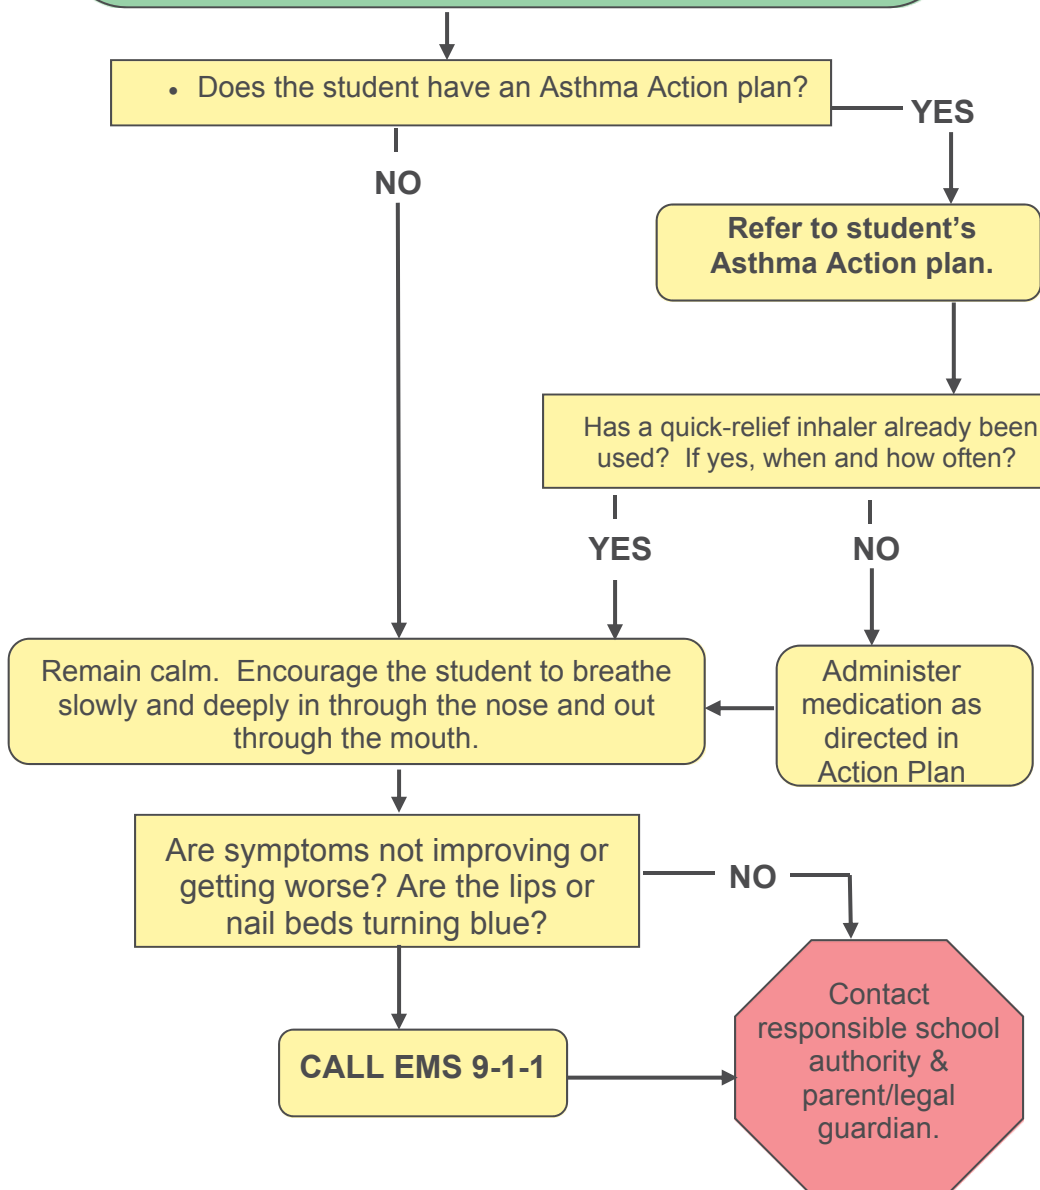 • Does the student have an Asthma Action plan?
YES
NO
Refer to student’s
Asthma Action plan.
Has a quick-relief inhaler already been
used?  If yes, when and how often?
YES
NO
Remain calm.  Encourage the student to breathe
slowly and deeply in through the nose and out
through the mouth.
Administer
medication as
directed in
Action Plan
Are symptoms not improving or
getting worse? Are the lips or
nail beds turning blue?
NO
CALL EMS 9-1-1
Contact
responsible school
authority &
parent/legal
guardian.